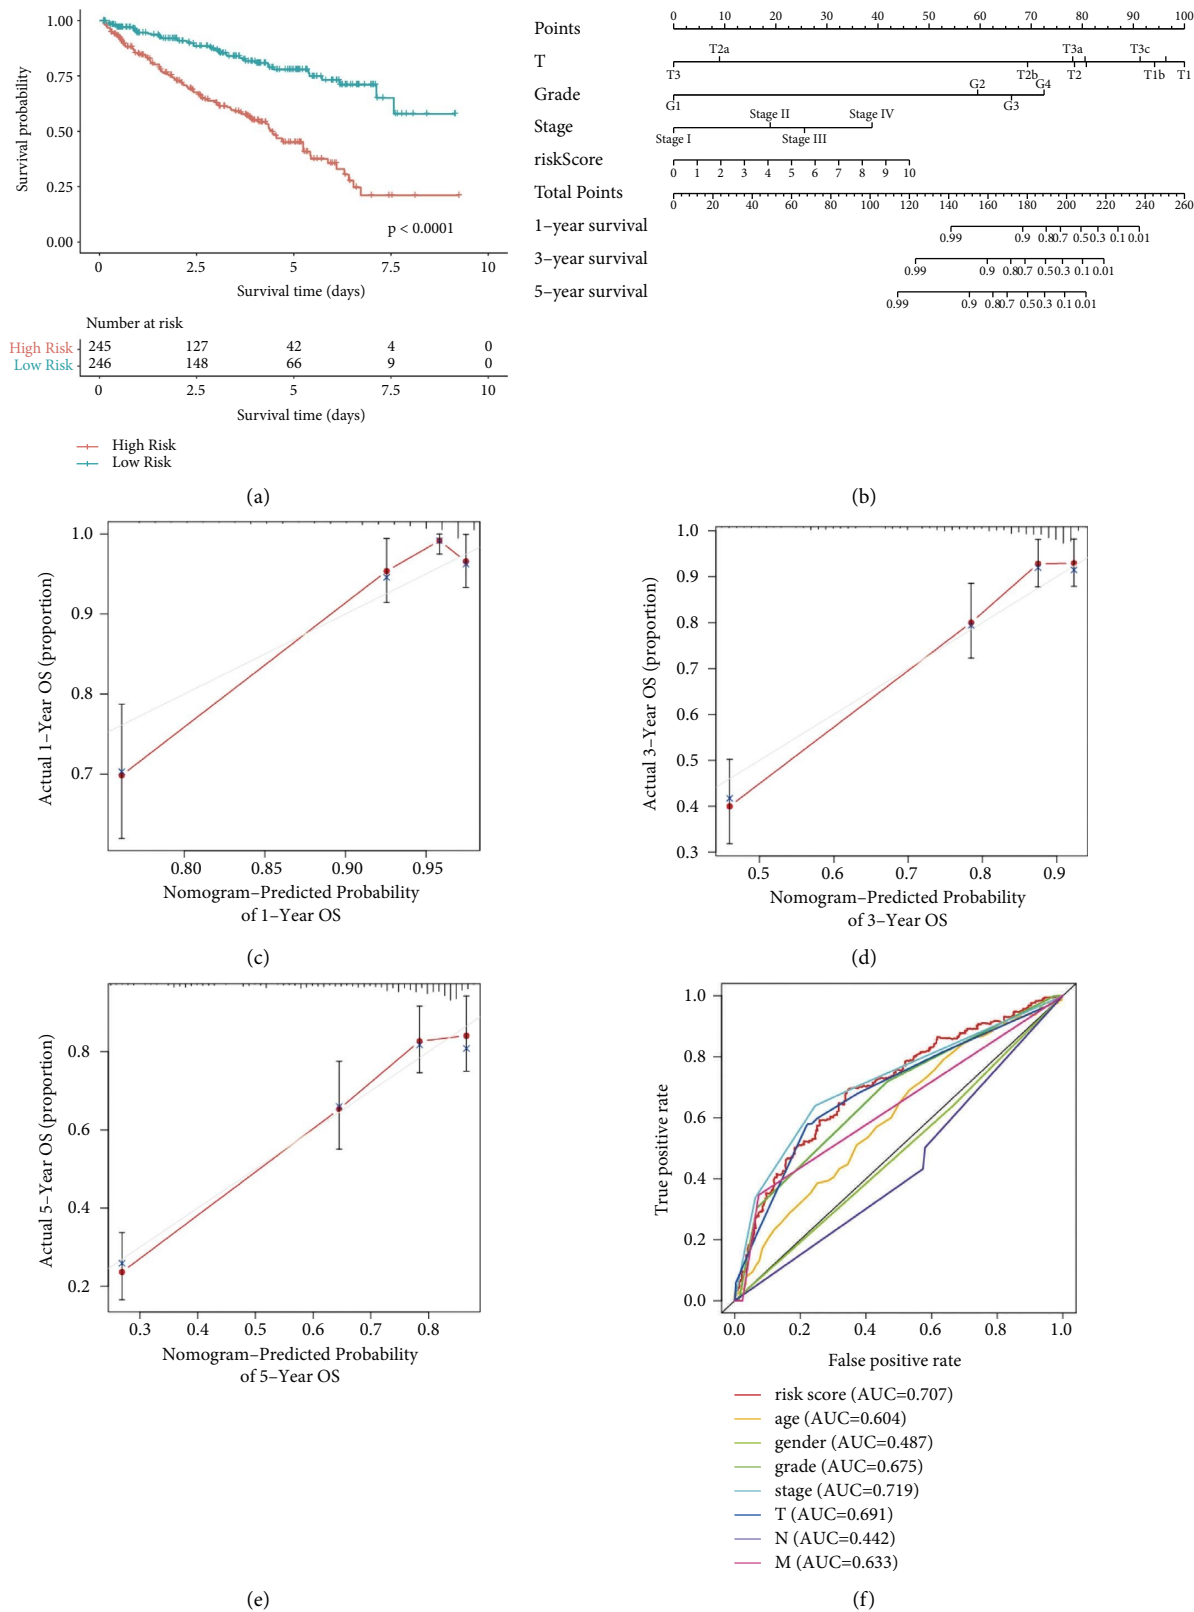 1.00
0.75
0.50
0.25
0.00
Survival probability
p < 0.0001
0 2.5 5 7.5 10
Survival time (days)
Number at risk
High Risk 245 127 42 4 0
Low Risk 246 148 66 9 0
0 2.5 5 7.5 10
Survival time (days)
High Risk
Low Risk
(a)
Points 0 10 20 30 40 50 60 70 80 90 100
T2a T3a T3c
T
T3 T2b T2 T1b T1
G2 G4
Grade
G1 G3
Stage II Stage IV
Stage
Stage I Stage III
riskScore
0 1 2 3 4 5 6 7 8 9 10
Total Points
0 20 40 60 80 100 120 140 160 180 200 220 240 260
1–year survival
0.99 0.9 0.8 0.7 0.5 0.3 0.1 0.01
3–year survival
0.99 0.9 0.8 0.7 0.5 0.3 0.1 0.01
5–year survival
0.99 0.9 0.8 0.7 0.5 0.3 0.1 0.01
(b)
1.0
0.9
0.8
0.7
Actual 1–Year OS (proportion)
0.80 0.85 0.90 0.95
Nomogram–Predicted Probability
of 1–Year OS
(c)
1.0
0.9
0.8
0.7
0.6
0.5
0.4
0.3
Actual 3–Year OS (proportion)
0.5 0.6 0.7 0.8 0.9
Nomogram–Predicted Probability
of 3–Year OS
(d)
0.8
0.6
0.4
0.2
Actual 5–Year OS (proportion)
0.3 0.4 0.5 0.6 0.7 0.8
Nomogram–Predicted Probability
of 5–Year OS
(e)
1.0
0.8
0.6
0.4
0.2
0.0
True positive rate
0.0 0.2 0.4 0.6 0.8 1.0
False positive rate
risk score (AUC=0.707)
age (AUC=0.604)
gender (AUC=0.487)
grade (AUC=0.675)
stage (AUC=0.719)
T (AUC=0.691)
N (AUC=0.442)
M (AUC=0.633)
(f)